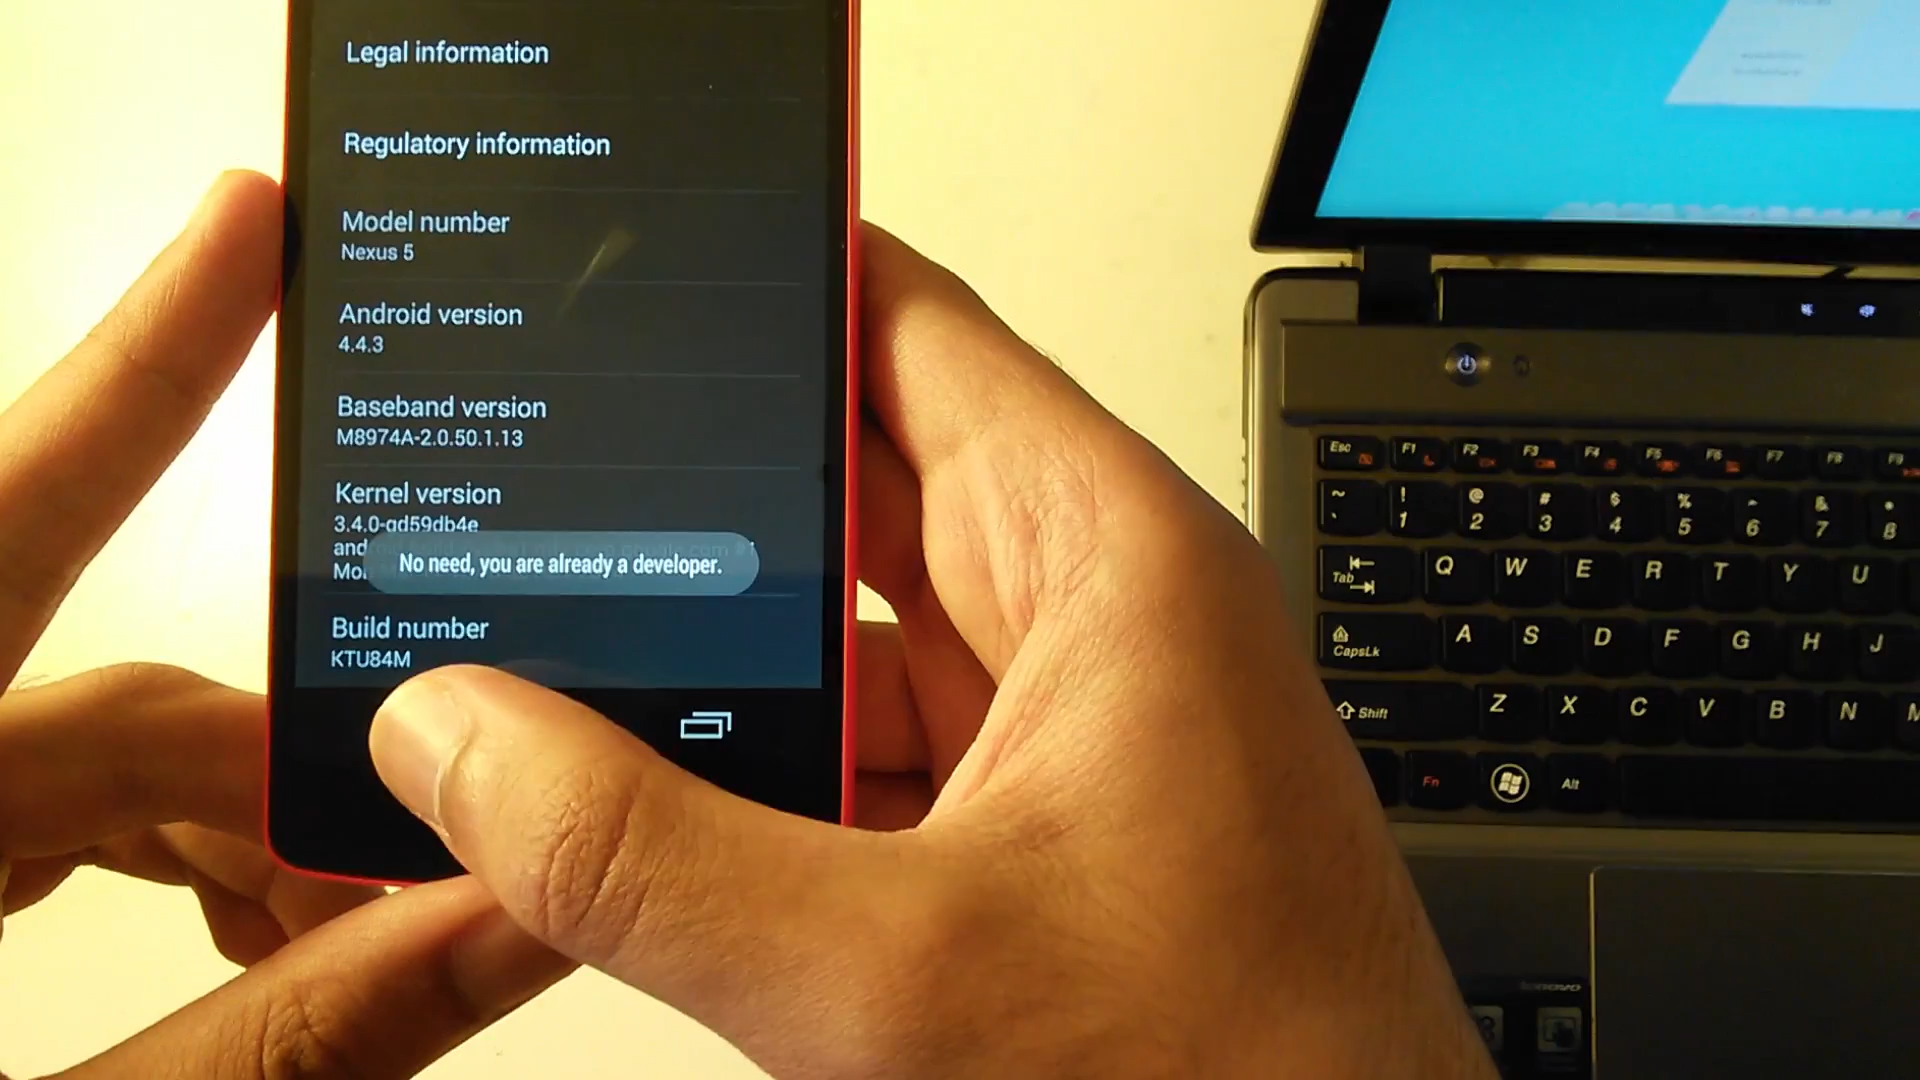 Legal information
Regulatory information
Model number
Nexus 5
Android version
4.4.3
Baseband version
M8974A-2.0.50.1.13
Kernel version
3.4.0-gd59db4e
No need, you are already a developer.
Build number
KTU84M
Esc F1 F2 F3 F4 F5 F6 F7 F8 F9
~ ! @ # $ % ^ & *
` 1 2 3 4 5 6 7 8
Tab Q W E R T Y U
CapsLk A S D F G H J
Shift Z X C V B N M
Fn Alt
lenovo